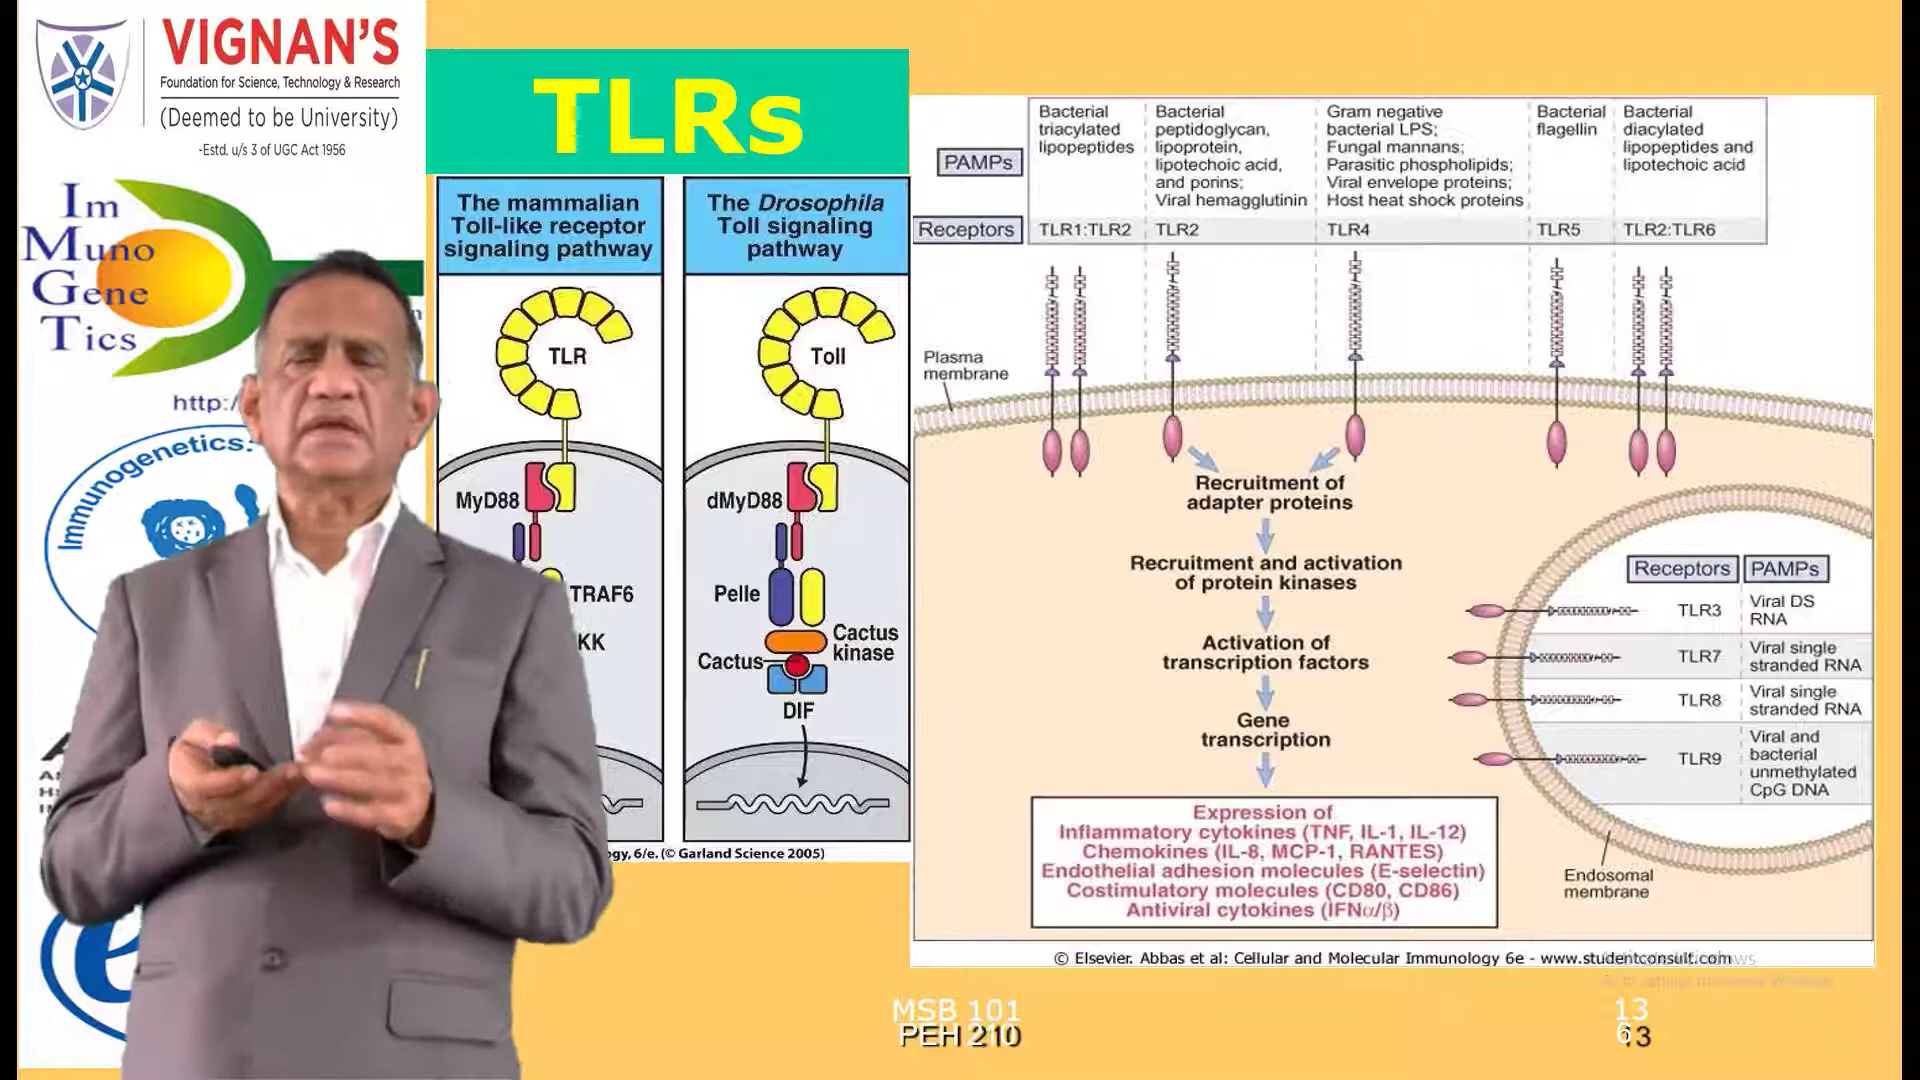 VIGNAN'S
Foundation for Science, Technology & Research
(Deemed to be University)
-Estd. u/s 3 of UGC Act 1956
Im
Muno
Gene
Tics
http:/
Immunogenetics:
TLRs
The mammalian
Toll-like receptor
signaling pathway
TLR
MyD88
TRAF6
KK
The Drosophila
Toll signaling
pathway
Toll
dMyD88
Pelle
Cactus
kinase
Cactus
DIF
gy, 6/e. (© Garland Science 2005)
PAMPs
Bacterial
triacylated
lipopeptides
Bacterial
peptidoglycan,
lipoprotein,
lipotechoic acid,
and porins;
Viral hemagglutinin
Gram negative
bacterial LPS;
Fungal mannans;
Parasitic phospholipids;
Viral envelope proteins;
Host heat shock proteins
Bacterial
flagellin
Bacterial
diacylated
lipopeptides and
lipotechoic acid
Receptors
TLR1:TLR2
TLR2
TLR4
TLR5
TLR2:TLR6
Plasma
membrane
Recruitment of
adapter proteins
Recruitment and activation
of protein kinases
Activation of
transcription factors
Gene
transcription
Expression of
Inflammatory cytokines (TNF, IL-1, IL-12)
Chemokines (IL-8, MCP-1, RANTES)
Endothelial adhesion molecules (E-selectin)
Costimulatory molecules (CD80, CD86)
Antiviral cytokines (IFNα/β)
Receptors PAMPs
TLR3
Viral DS
RNA
TLR7
Viral single
stranded RNA
TLR8
Viral single
stranded RNA
TLR9
Viral and
bacterial
unmethylated
CpG DNA
Endosomal
membrane
© Elsevier. Abbas et al: Cellular and Molecular Immunology 6e - www.studentconsult.com
MSB 101
PEH 210
13